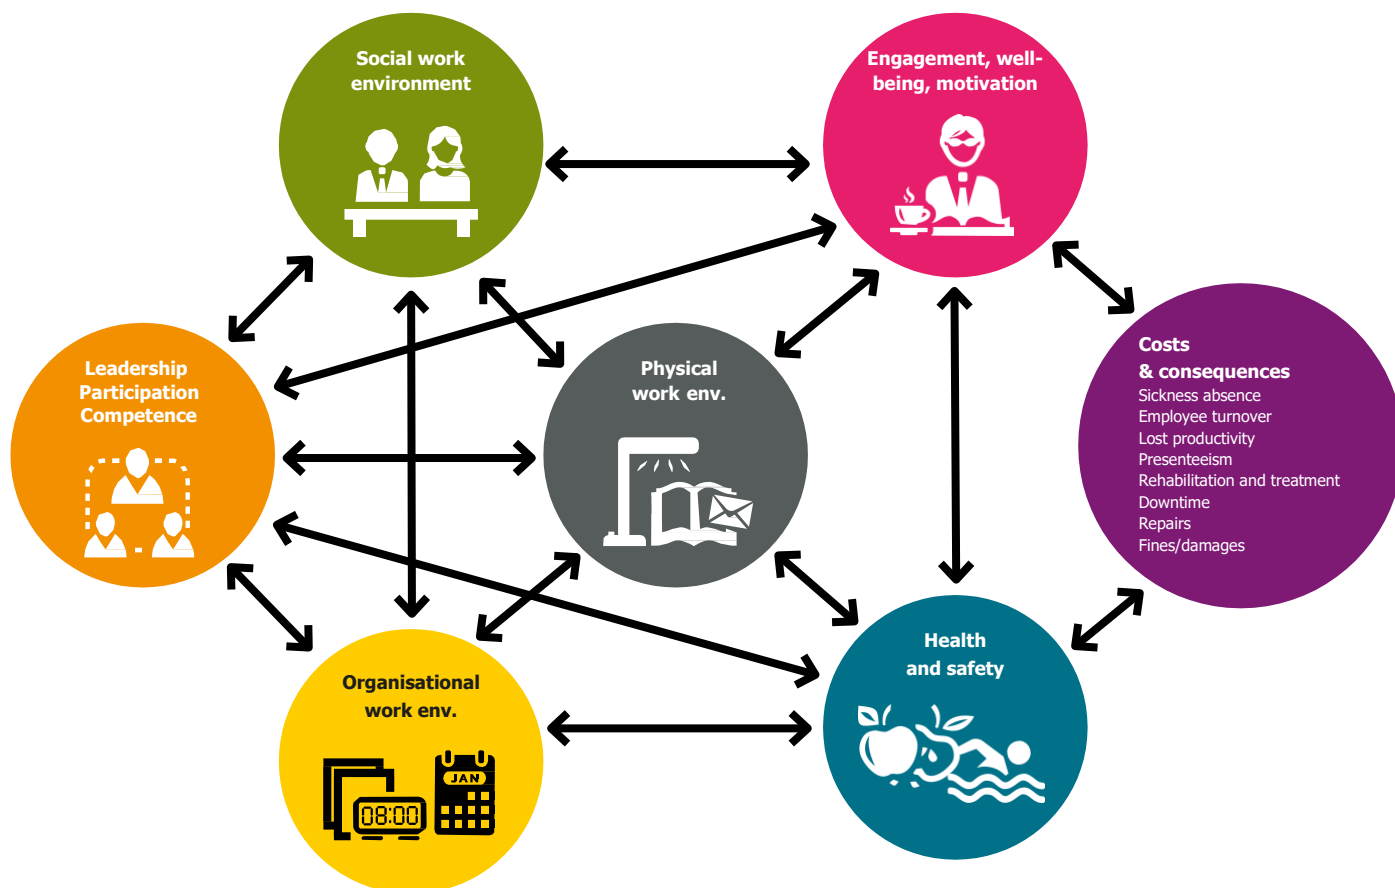 Social work
environment
Engagement, well-
being, motivation
Leadership
Participation
Competence
Physical
work env.
Costs
& consequences
Sickness absence
Employee turnover
Lost productivity
Presenteeism
Rehabilitation and treatment
Downtime
Repairs
Fines/damages
Organisational
work env.
JAN
08:00
Health
and safety